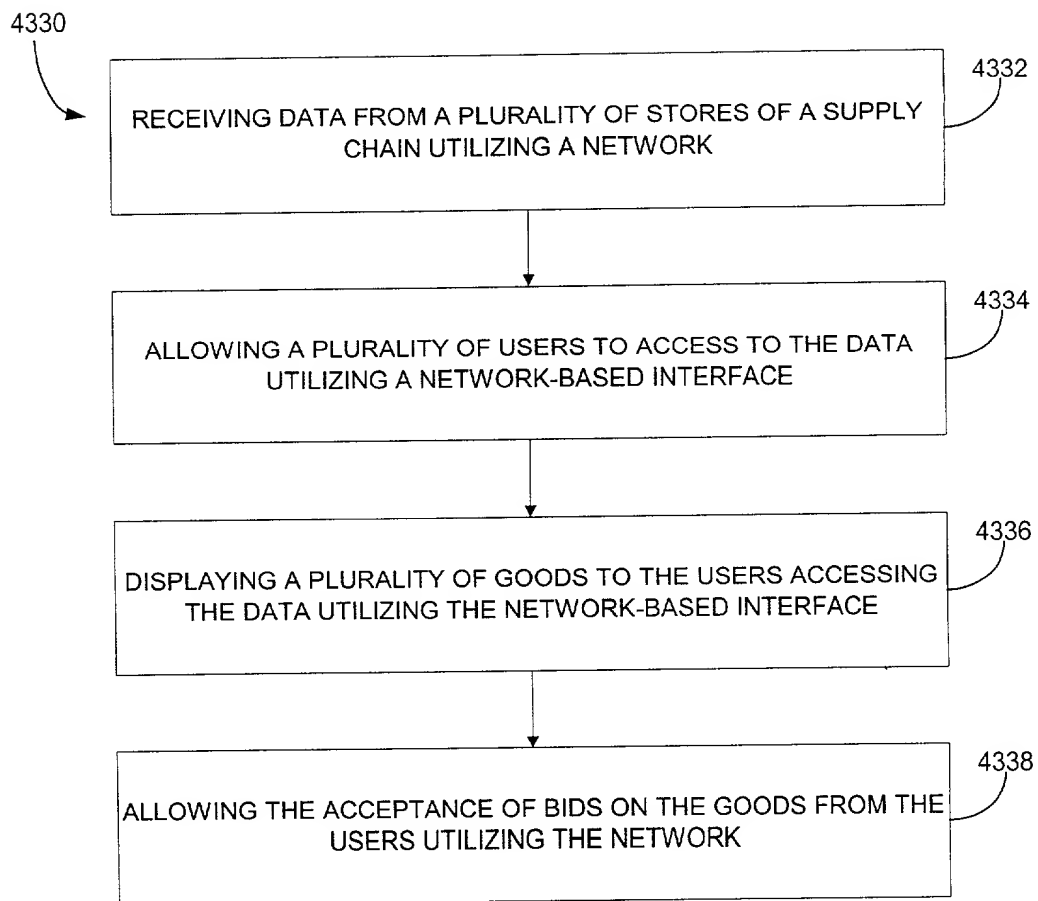 4330
4332
RECEIVING DATA FROM A PLURALITY OF STORES OF A SUPPLY
CHAIN UTILIZING A NETWORK
4334
ALLOWING A PLURALITY OF USERS TO ACCESS TO THE DATA
UTILIZING A NETWORK-BASED INTERFACE
4336
DISPLAYING A PLURALITY OF GOODS TO THE USERS ACCESSING
THE DATA UTILIZING THE NETWORK-BASED INTERFACE
4338
ALLOWING THE ACCEPTANCE OF BIDS ON THE GOODS FROM THE
USERS UTILIZING THE NETWORK